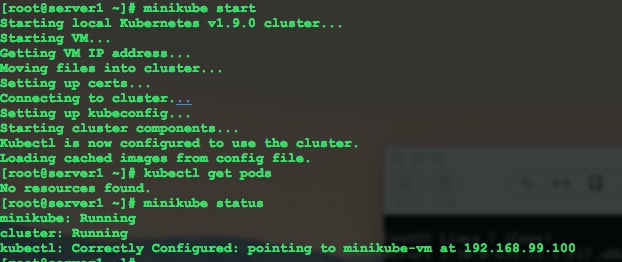 [root@server1 ~]# minikube start
Starting local Kubernetes v1.9.0 cluster...
Starting VM...
Getting VM IP address...
Moving files into cluster...
Setting up certs...
Connecting to cluster...
Setting up kubeconfig...
Starting cluster components...
Kubectl is now configured to use the cluster.
Loading cached images from config file.
[root@server1 ~]# kubectl get pods
No resources found.
[root@server1 ~]# minikube status
minikube: Running
cluster: Running
kubectl: Correctly Configured: pointing to minikube-vm at 192.168.99.100
[root@server1 ~]#